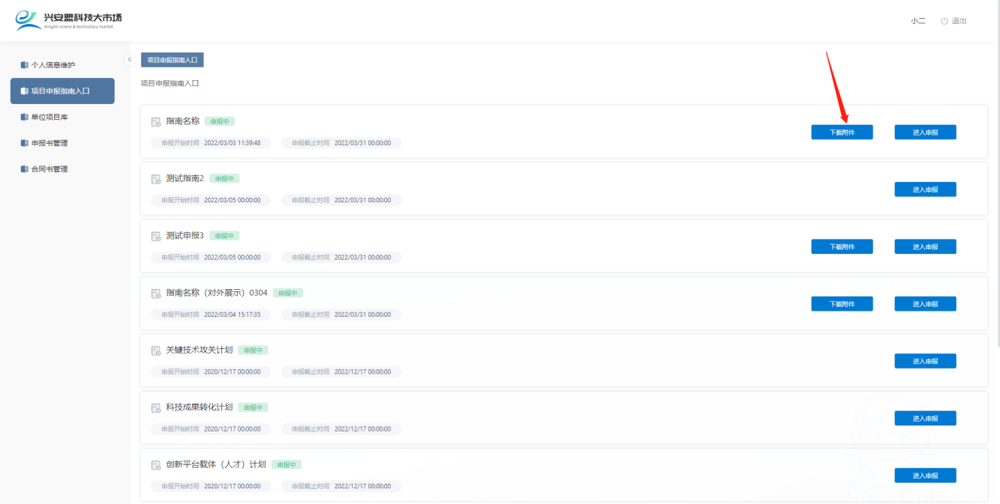 兴安盟科技大市场
XingAn sciece & technolocy market
小二 退出
个人信息维护
项目申报指南入口
单位项目库
申报书管理
合同书管理
«
项目申报指南入口
项目申报指南入口
指南名称 申报中
申报开始时间 2022/03/03 11:39:48 申报截止时间 2022/03/31 00:00:00
下载附件 进入申报
测试指南2 申报中
申报开始时间 2022/03/05 00:00:00 申报截止时间 2022/03/31 00:00:00
进入申报
测试申报3 申报中
申报开始时间 2022/03/05 00:00:00 申报截止时间 2022/03/31 00:00:00
下载附件 进入申报
指南名称（对外展示）0304 申报中
申报开始时间 2022/03/04 15:17:35 申报截止时间 2022/03/31 00:00:00
下载附件 进入申报
关键技术攻关计划 申报中
申报开始时间 2020/12/17 00:00:00 申报截止时间 2022/12/17 00:00:00
进入申报
科技成果转化计划 申报中
申报开始时间 2020/12/17 00:00:00 申报截止时间 2022/12/17 00:00:00
进入申报
创新平台载体（人才）计划 申报中
申报开始时间 2020/12/17 00:00:00 申报截止时间 2022/12/17 00:00:00
进入申报